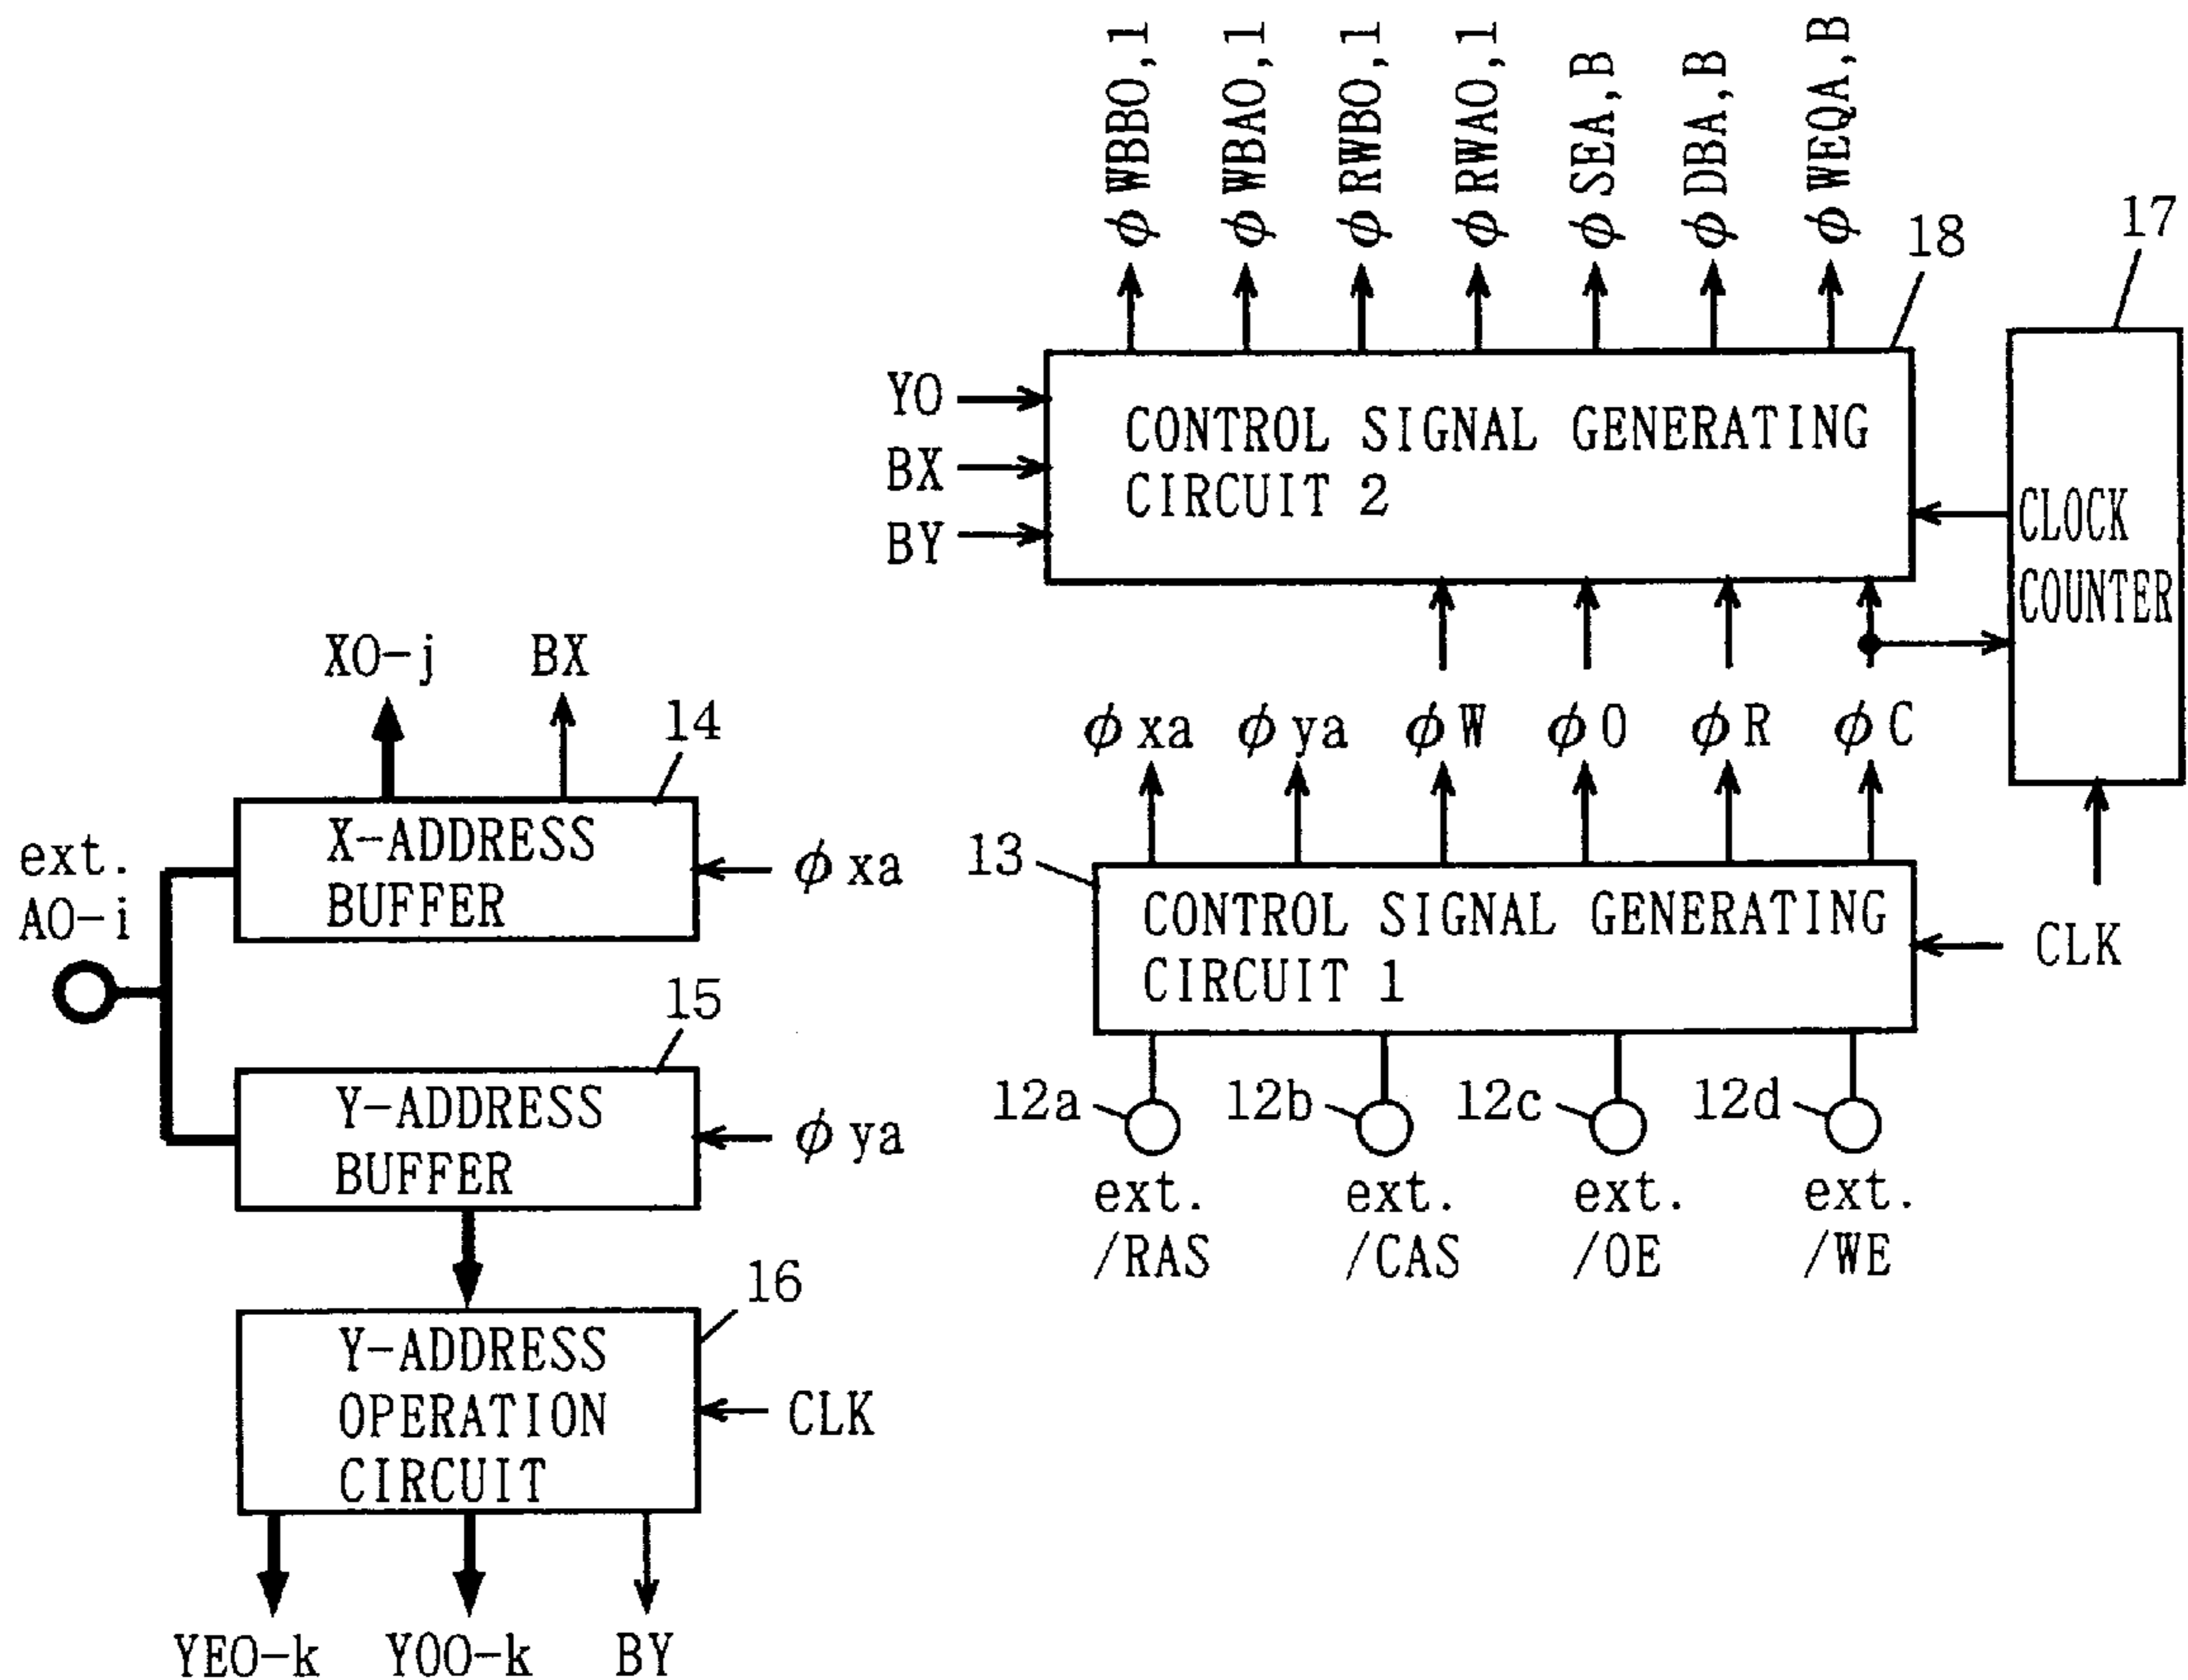 φWBBO,1
φWBAO,1
φRWBO,1
φRWAO,1
φSEA,B
φDBA,B
φWEQA,B
18
17
YO
BX
BY
CONTROL SIGNAL GENERATING
CIRCUIT 2
CLOCK
COUNTER
φxa
φya
φW
φO
φR
φC
13
CONTROL SIGNAL GENERATING
CIRCUIT 1
CLK
12a
12b
12c
12d
ext.
/RAS
ext.
/CAS
ext.
/OE
ext.
/WE
XO-j
BX
14
X-ADDRESS
BUFFER
φxa
ext.
AO-i
15
Y-ADDRESS
BUFFER
φya
16
Y-ADDRESS
OPERATION
CIRCUIT
CLK
YEO-k
YOO-k
BY